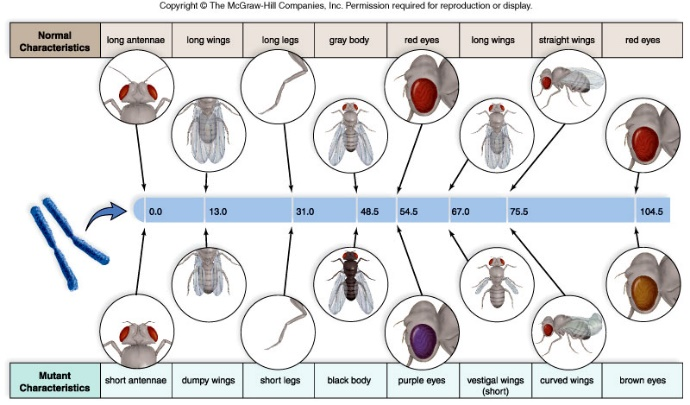 Copyright © The McGraw-Hill Companies, Inc. Permission required for reproduction or display.
Normal Characteristics
long antennae
long wings
long legs
gray body
red eyes
long wings
straight wings
red eyes
0.0
13.0
31.0
48.5
54.5
67.0
75.5
104.5
Mutant Characteristics
short antennae
dumpy wings
short legs
black body
purple eyes
vestigal wings
(short)
curved wings
brown eyes